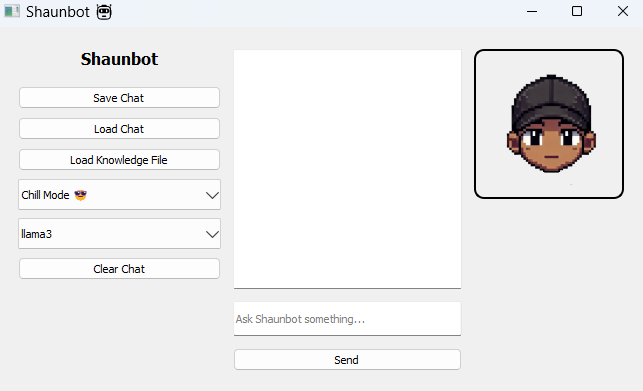 Shaunbot 🤖
Shaunbot
Save Chat
Load Chat
Load Knowledge File
Chill Mode 😎
llama3
Clear Chat
Ask Shaunbot something...
Send